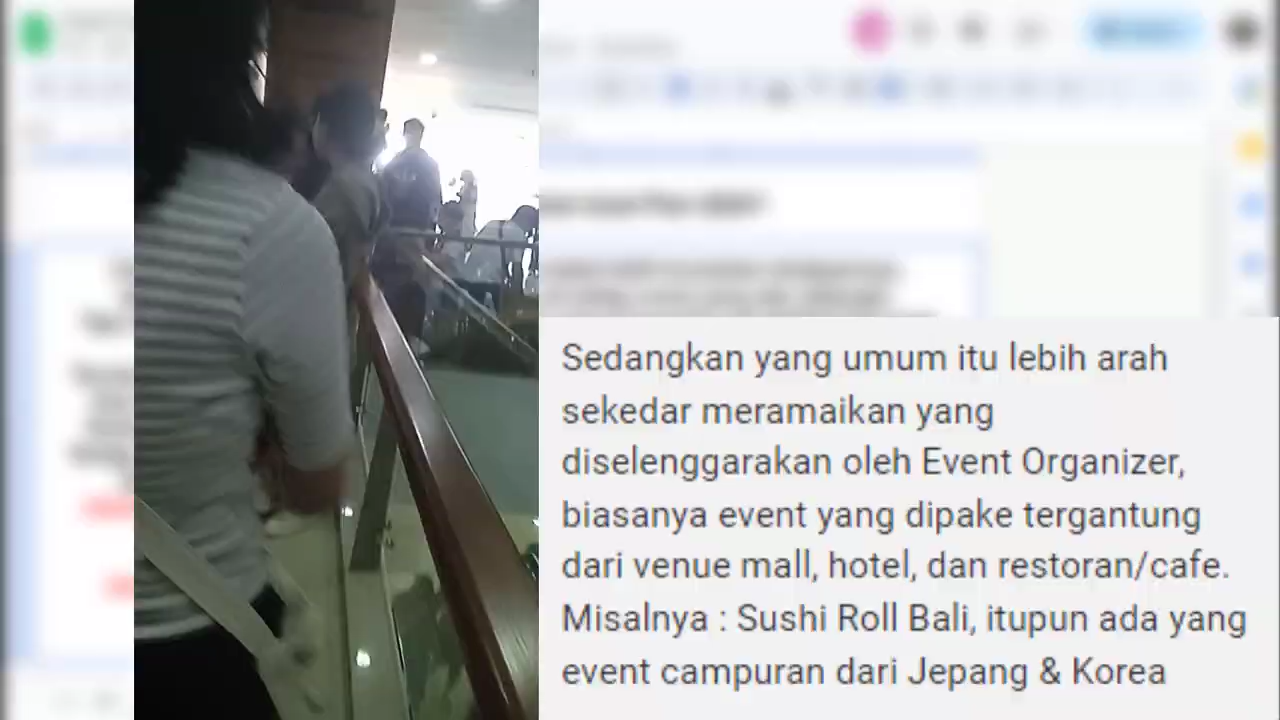 Sedangkan yang umum itu lebih arah
sekedar meramaikan yang
diselenggarakan oleh Event Organizer,
biasanya event yang dipake tergantung
dari venue mall, hotel, dan restoran/cafe.
Misalnya : Sushi Roll Bali, itupun ada yang
event campuran dari Jepang & Korea